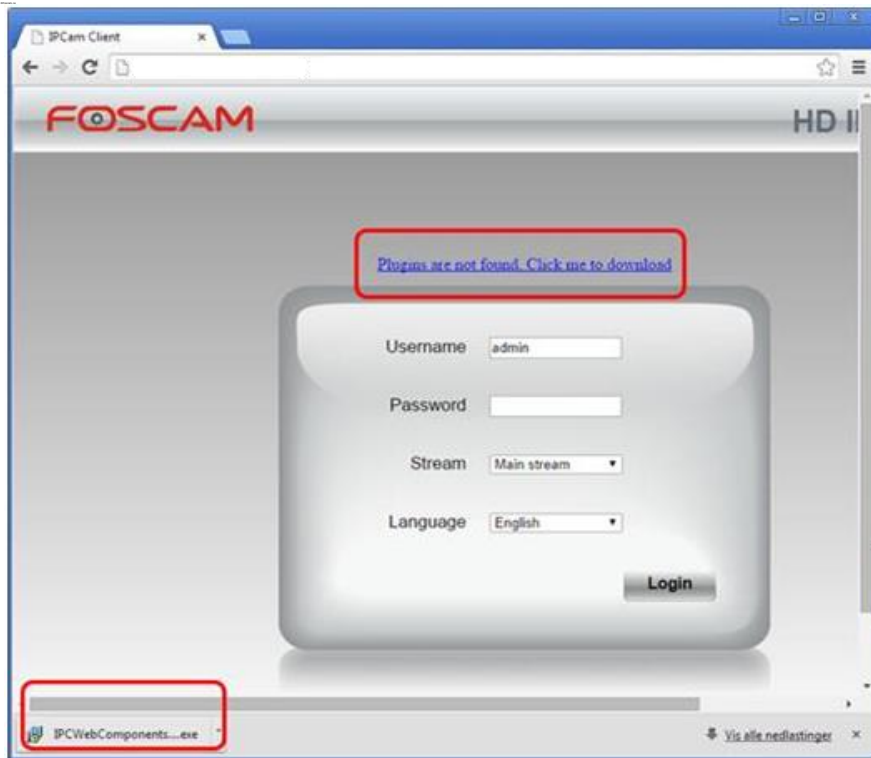 IPCam Client
FOSCAM
HD I
Plugins are not found. Click me to download
Username admin
Password
Stream Main stream
Language English
Login
IPCWebComponents....exe
Vis alle nedlastinger